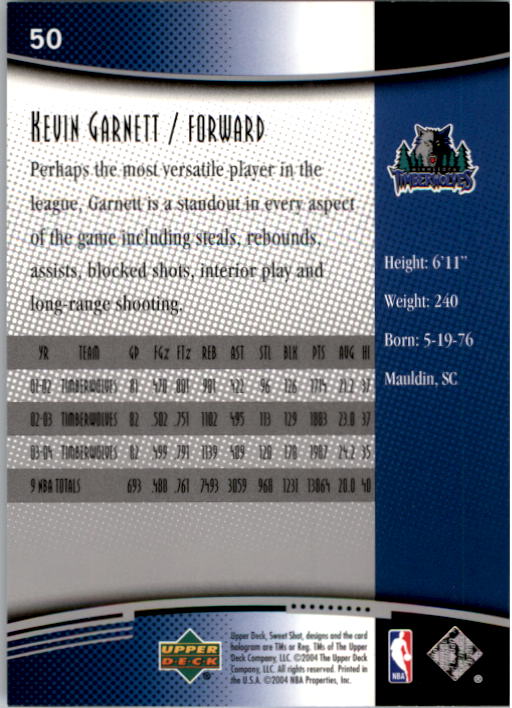 50
KEVIN GARNETT / FORWARD
Perhaps the most versatile player in the
league, Garnett is a standout in every aspect
of the game including steals, rebounds,
assists, blocked shots, interior play and
long-range shooting.
MINNESOTA
TIMBERWOLVES
Height: 6'11"
Weight: 240
Born: 5-19-76
Mauldin, SC
YR TEAM GP FG% FT% REB AST STL BLK PTS AVG HI
01-02 TIMBERWOLVES 81 .470 .801 981 422 96 126 1714 21.2 37
02-03 TIMBERWOLVES 82 .502 .751 1102 495 113 129 1883 23.0 37
03-04 TIMBERWOLVES 82 .499 .791 1139 409 120 178 1987 24.2 35
9 NBA TOTALS 693 .488 .761 7493 3059 968 1231 13864 20.0 40
UPPER
DECK
Upper Deck, Sweet Shot, designs and the card
hologram are TMs or Reg. TMs of The Upper
Deck Company, LLC. ©2004 The Upper Deck
Company, LLC. All rights reserved. Printed in
the U.S.A. ©2004 NBA Properties, Inc.
NBA